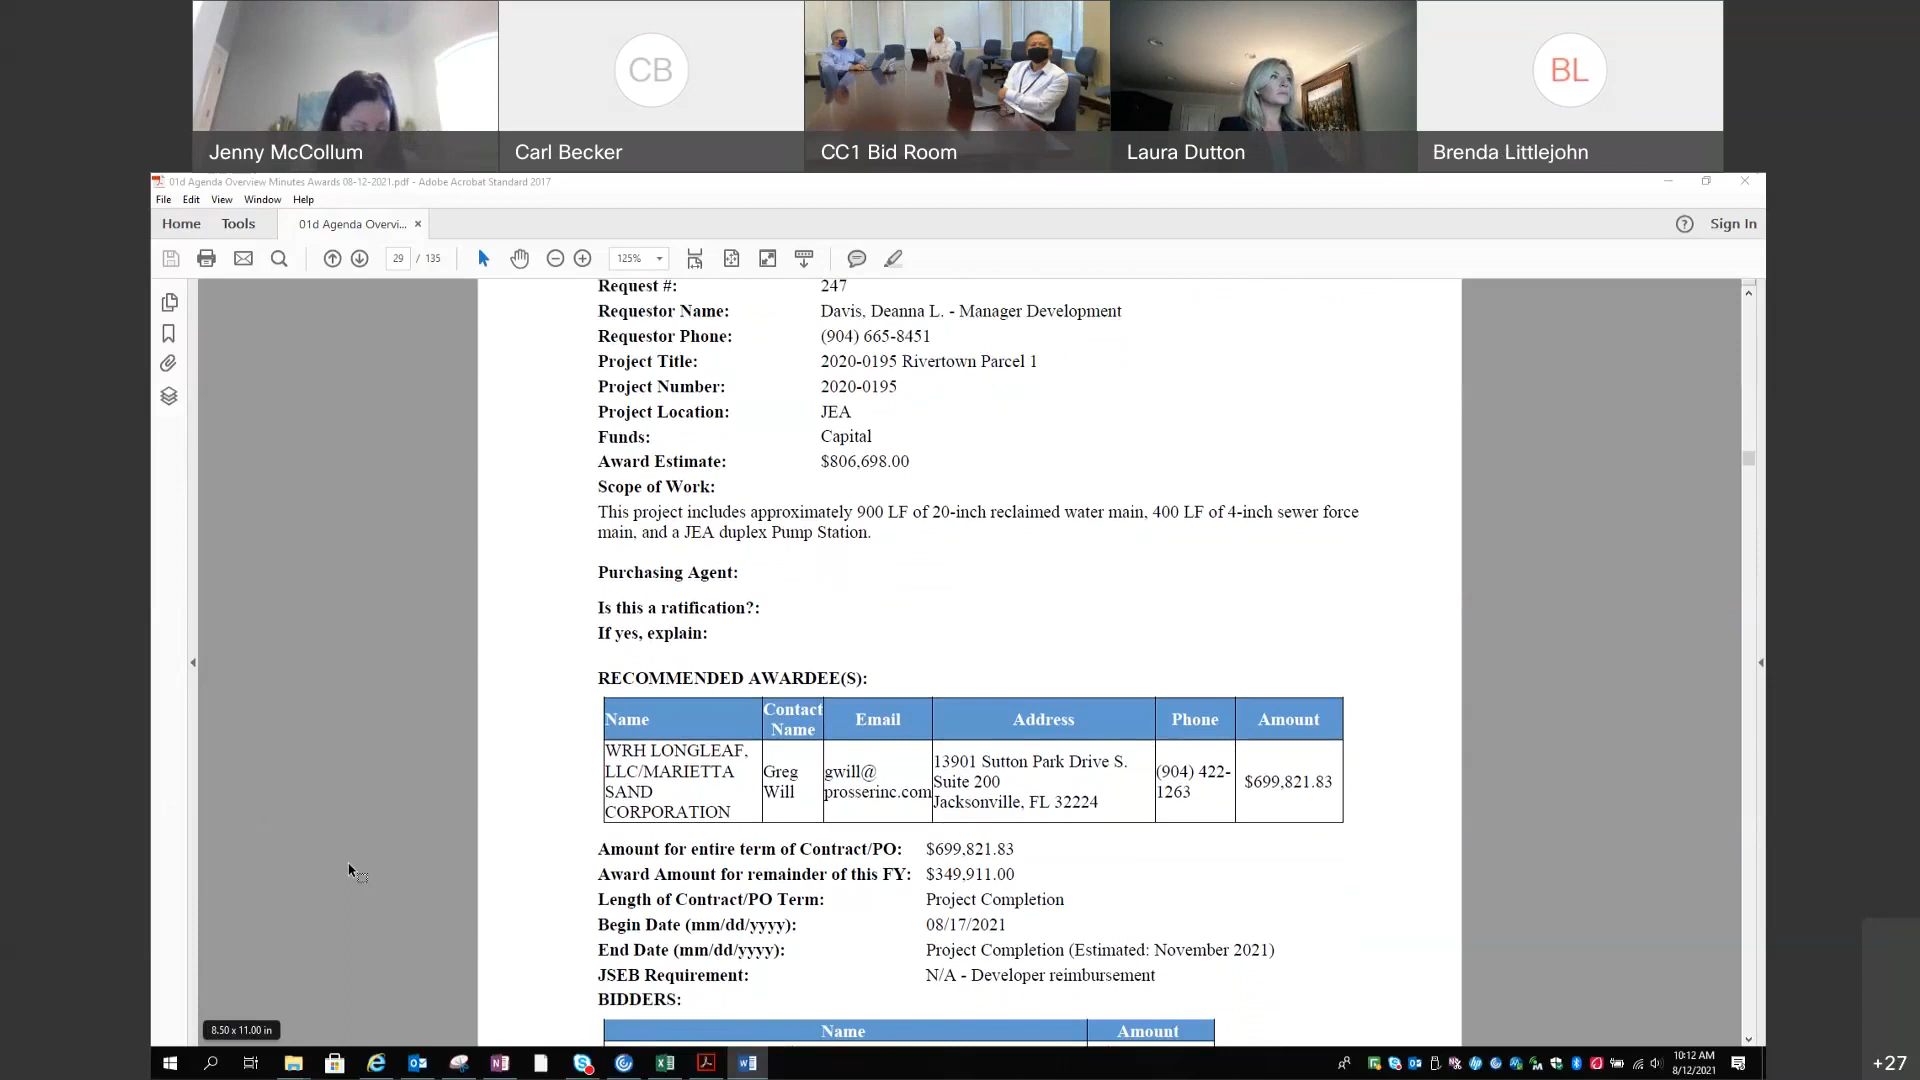 CB
BL
Jenny McCollum
Carl Becker
CC1 Bid Room
Laura Dutton
Brenda Littlejohn
01d Agenda Overview Minutes Awards 08-12-2021.pdf - Adobe Acrobat Standard 2017
File Edit View Window Help
Home Tools 01d Agenda Overvi... × Sign In
29 / 135 125%
Request #: 247
Requestor Name: Davis, Deanna L. - Manager Development
Requestor Phone: (904) 665-8451
Project Title: 2020-0195 Rivertown Parcel 1
Project Number: 2020-0195
Project Location: JEA
Funds: Capital
Award Estimate: $806,698.00
Scope of Work:
This project includes approximately 900 LF of 20-inch reclaimed water main, 400 LF of 4-inch sewer force
main, and a JEA duplex Pump Station.
Purchasing Agent:
Is this a ratification?:
If yes, explain:
RECOMMENDED AWARDEE(S):
Name Contact Name Email Address Phone Amount
WRH LONGLEAF, LLC/MARIETTA SAND CORPORATION
Greg Will
gwill@ prosserinc.com
13901 Sutton Park Drive S.
Suite 200
Jacksonville, FL 32224
(904) 422-1263
$699,821.83
Amount for entire term of Contract/PO: $699,821.83
Award Amount for remainder of this FY: $349,911.00
Length of Contract/PO Term: Project Completion
Begin Date (mm/dd/yyyy): 08/17/2021
End Date (mm/dd/yyyy): Project Completion (Estimated: November 2021)
JSEB Requirement: N/A - Developer reimbursement
BIDDERS:
Name Amount
8.50 x 11.00 in
10:12 AM
8/12/2021
+27